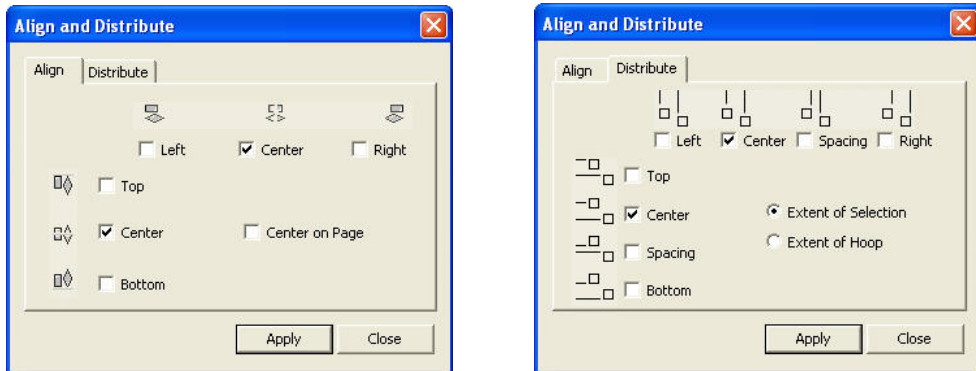 Align and Distribute
Align Distribute
Left Center Right
Top
Center Center on Page
Bottom
Apply Close
Align and Distribute
Align Distribute
Left Center Spacing Right
Top
Center Extent of Selection
Extent of Hoop
Spacing
Bottom
Apply Close